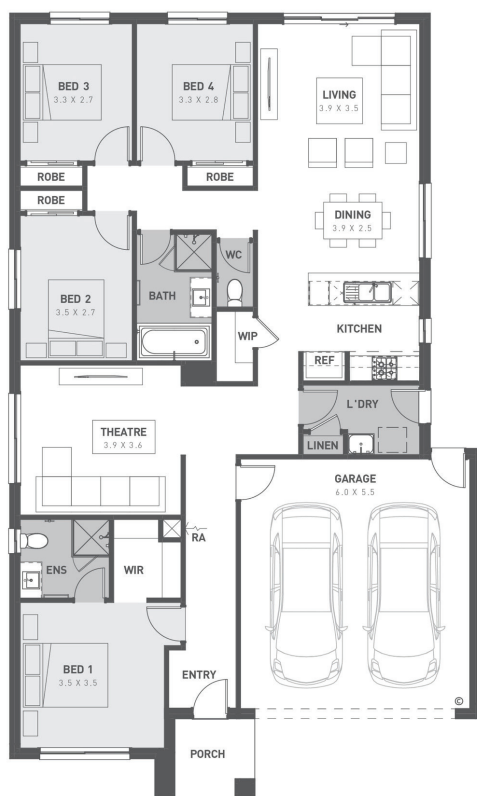 BED 3
3.3 X 2.7
BED 4
3.3 X 2.8
LIVING
3.9 X 3.5
ROBE
ROBE
ROBE
DINING
3.9 X 2.5
WC
BED 2
3.5 X 2.7
BATH
WIP
KITCHEN
REF
L'DRY
THEATRE
3.9 X 3.6
LINEN
GARAGE
6.0 X 5.5
RA
ENS
WIR
BED 1
3.5 X 3.5
ENTRY
©
PORCH